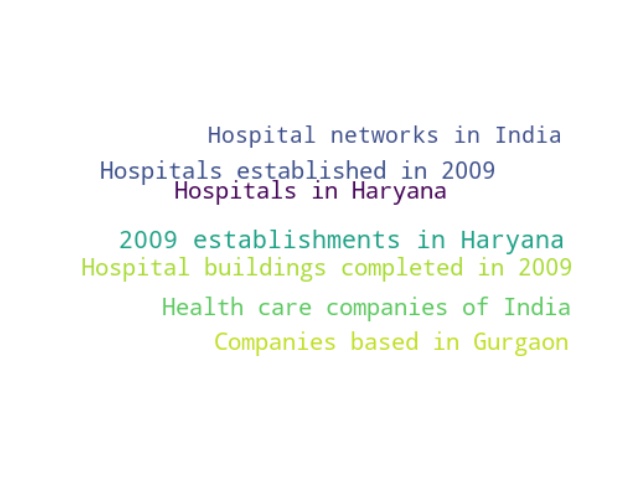 Hospital networks in India
Hospitals established in 2009
Hospitals in Haryana
2009 establishments in Haryana
Hospital buildings completed in 2009
Health care companies of India
Companies based in Gurgaon